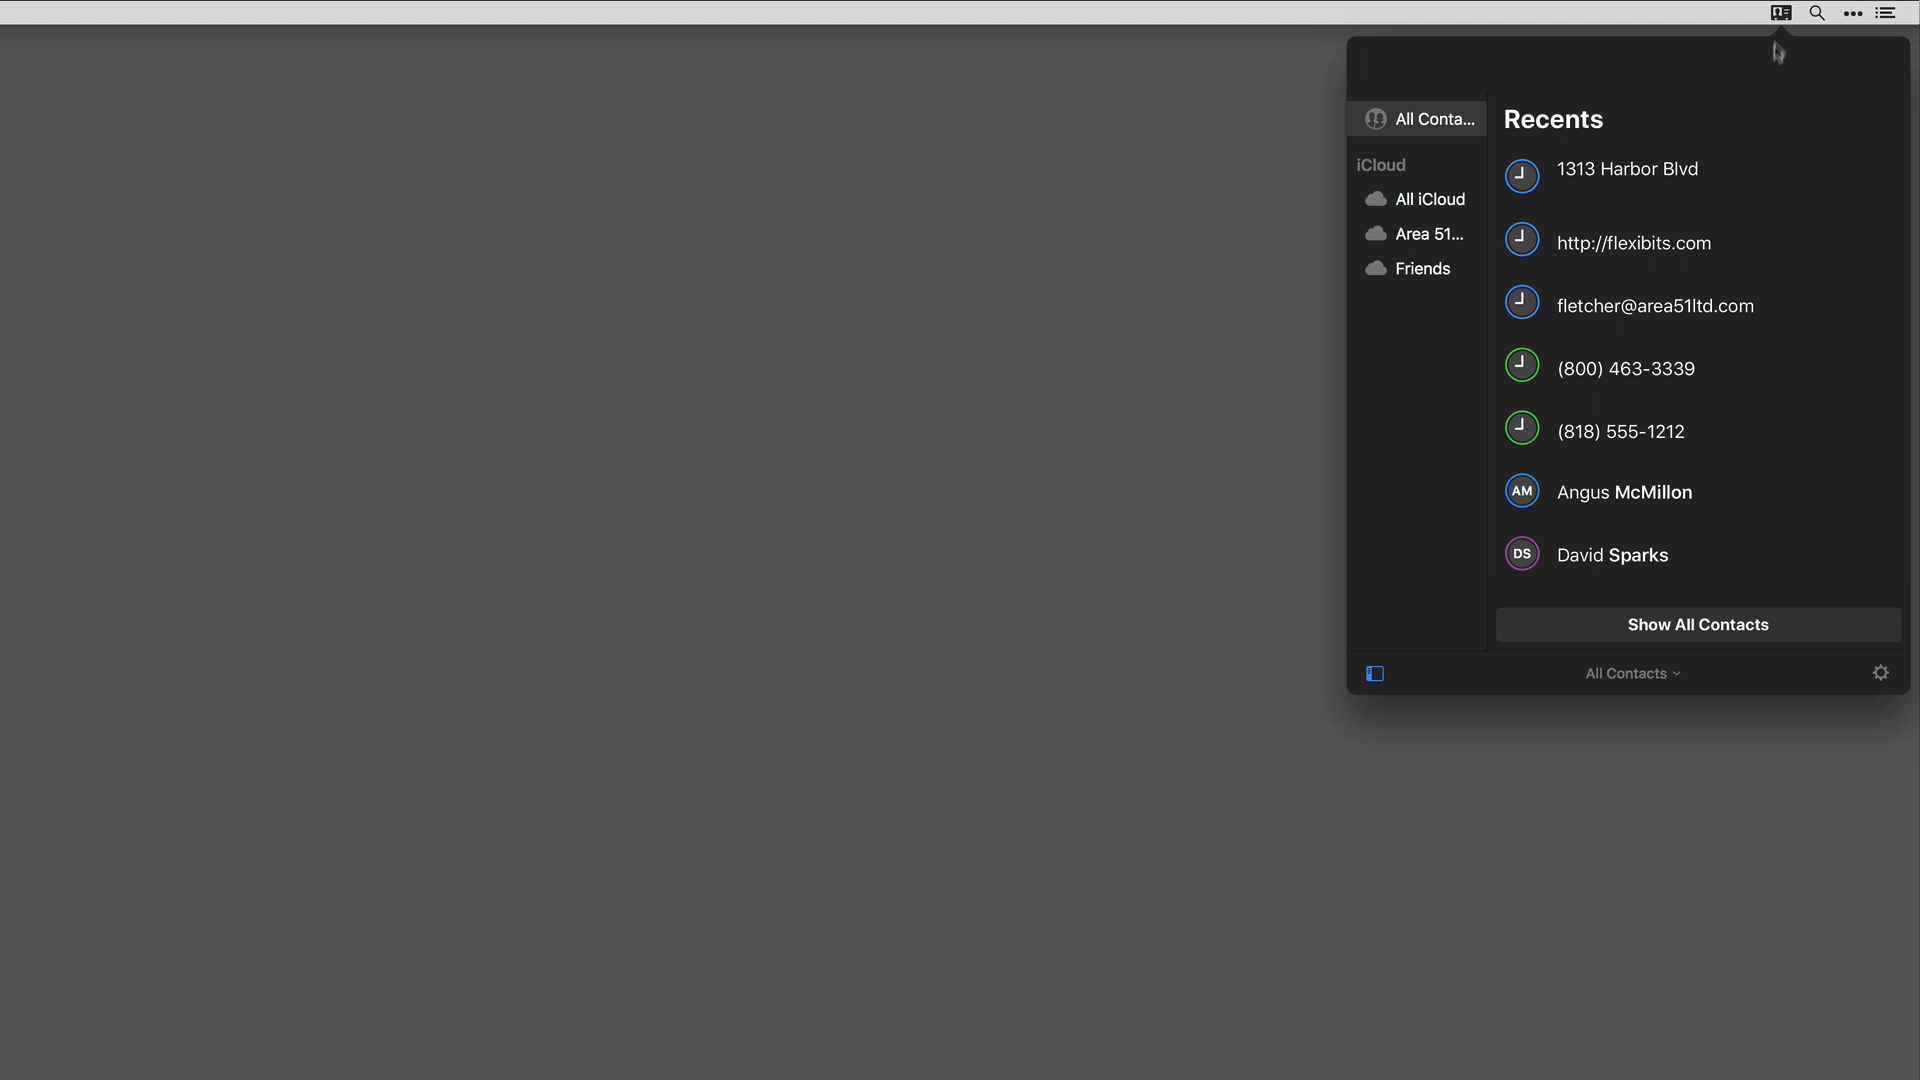 All Conta...
iCloud
All iCloud
Area 51...
Friends
Recents
1313 Harbor Blvd
http://flexibits.com
fletcher@area51ltd.com
(800) 463-3339
(818) 555-1212
AM Angus McMillon
DS David Sparks
Show All Contacts
All Contacts